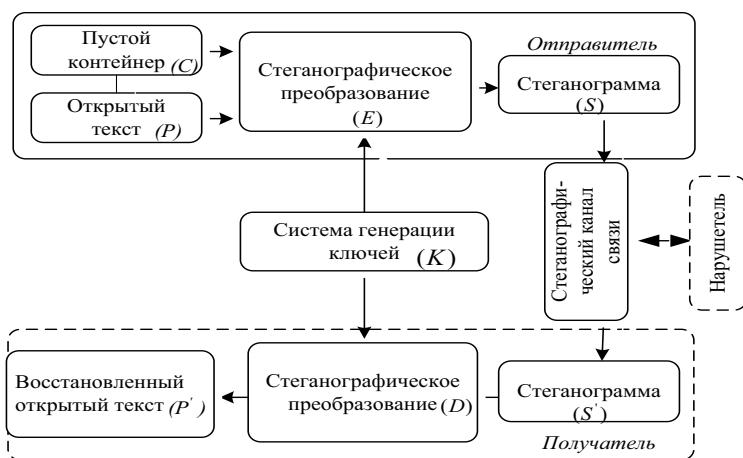 Пустой
контейнер (C)
Открытый
текст (P)
Стеганографическое
преобразование
(E)
Отправитель
Стеганограмма
(S)
Система генерации
ключей (K)
Стеганографи-
ческий канал
связи
Нарушетель
Восстановленный
открытый текст (P')
Стеганографическое
преобразование (D)
Стеганограмма
(S')
Получатель